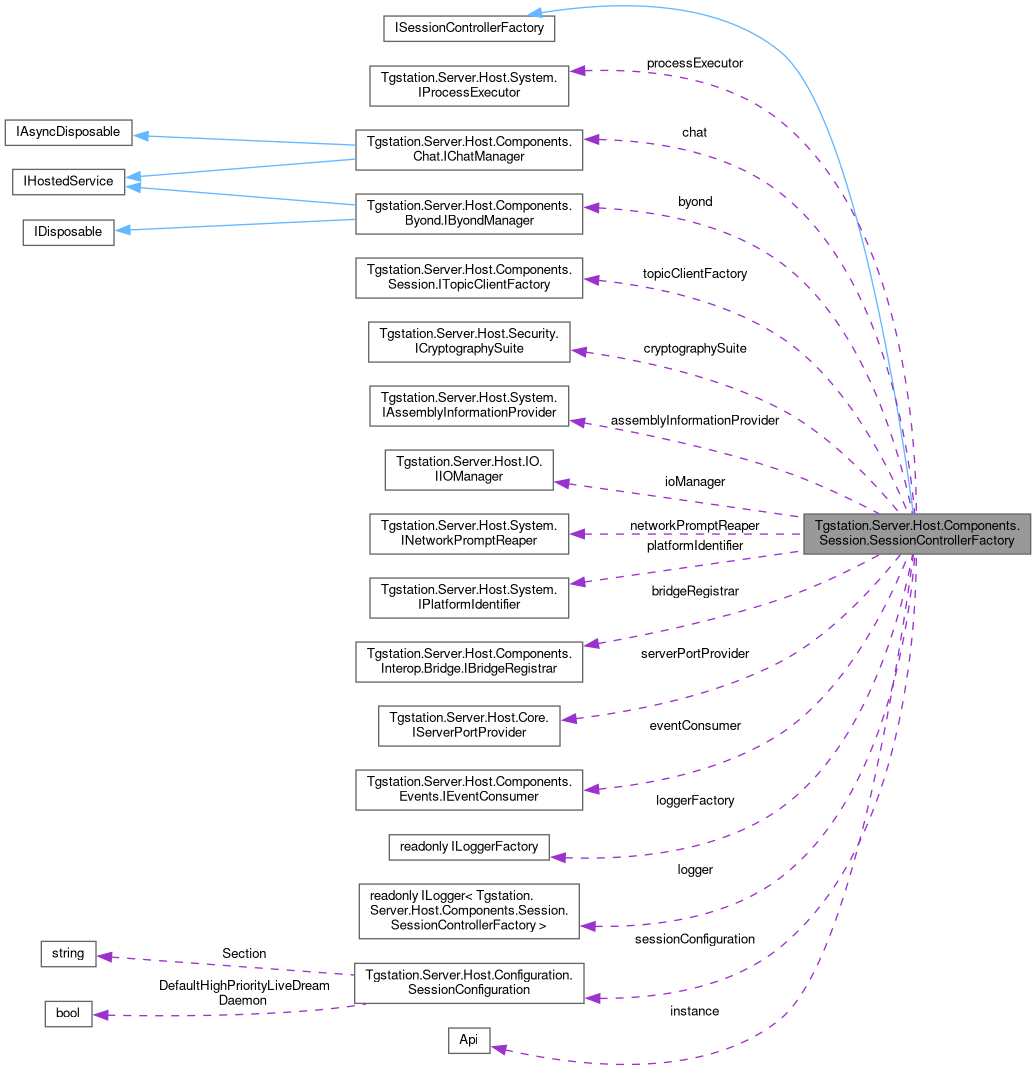 ISessionControllerFactory
processExecutor
Tgstation.Server.Host.System.
IProcessExecutor
IAsyncDisposable
chat
Tgstation.Server.Host.Components.
Chat.IChatManager
IHostedService
byond
Tgstation.Server.Host.Components.
Byond.IByondManager
IDisposable
topicClientFactory
Tgstation.Server.Host.Components.
Session.ITopicClientFactory
cryptographySuite
Tgstation.Server.Host.Security.
ICryptographySuite
assemblyInformationProvider
Tgstation.Server.Host.System.
IAssemblyInformationProvider
ioManager
Tgstation.Server.Host.IO.
IIOManager
networkPromptReaper
Tgstation.Server.Host.System.
INetworkPromptReaper
Tgstation.Server.Host.Components.
Session.SessionControllerFactory
platformIdentifier
Tgstation.Server.Host.System.
IPlatformIdentifier
bridgeRegistrar
Tgstation.Server.Host.Components.
Interop.Bridge.IBridgeRegistrar
serverPortProvider
Tgstation.Server.Host.Core.
IServerPortProvider
eventConsumer
Tgstation.Server.Host.Components.
Events.IEventConsumer
loggerFactory
readonly ILoggerFactory
logger
readonly ILogger< Tgstation.
Server.Host.Components.Session.
SessionControllerFactory >
sessionConfiguration
string
Section
Tgstation.Server.Host.Configuration.
SessionConfiguration
DefaultHighPriorityLiveDream
Daemon
bool
instance
Api